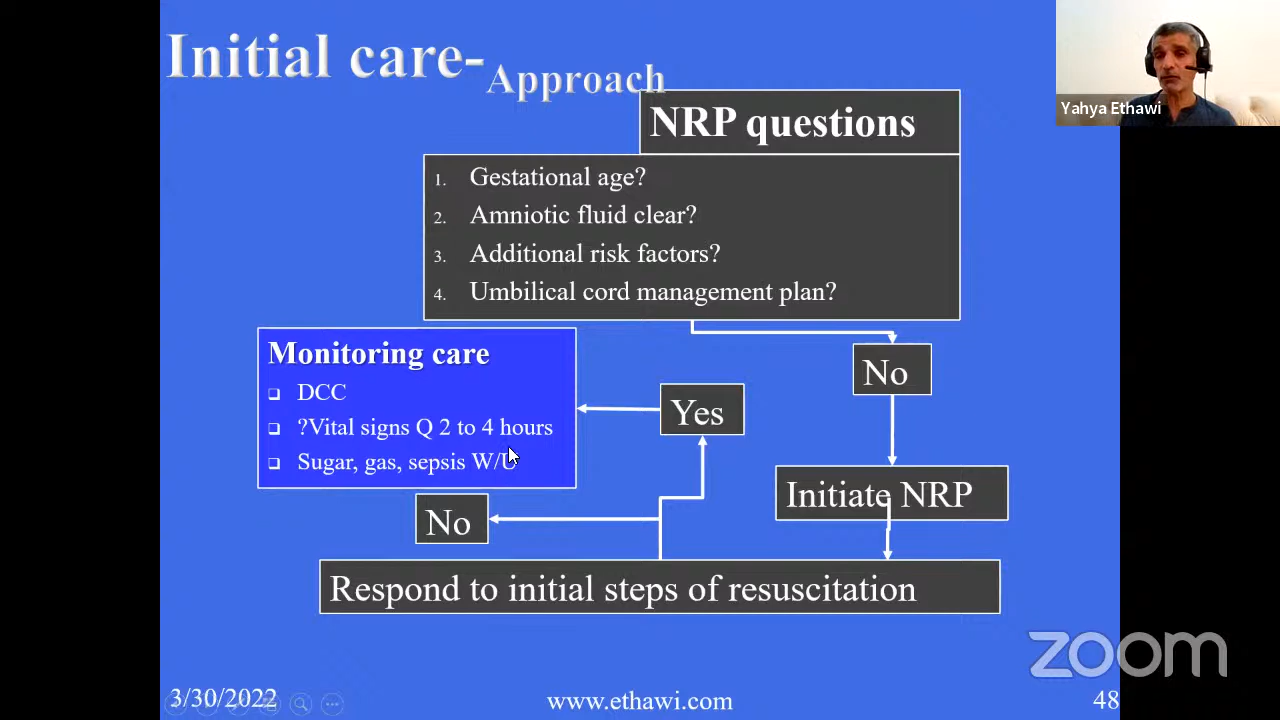 Initial care-Approach
Yahya Ethawi
NRP questions
1. Gestational age?
2. Amniotic fluid clear?
3. Additional risk factors?
4. Umbilical cord management plan?
Monitoring care
DCC
?Vital signs Q 2 to 4 hours
Sugar, gas, sepsis W/U
No
Yes
No
Initiate NRP
Respond to initial steps of resuscitation
zoom
3/30/2022
www.ethawi.com
48